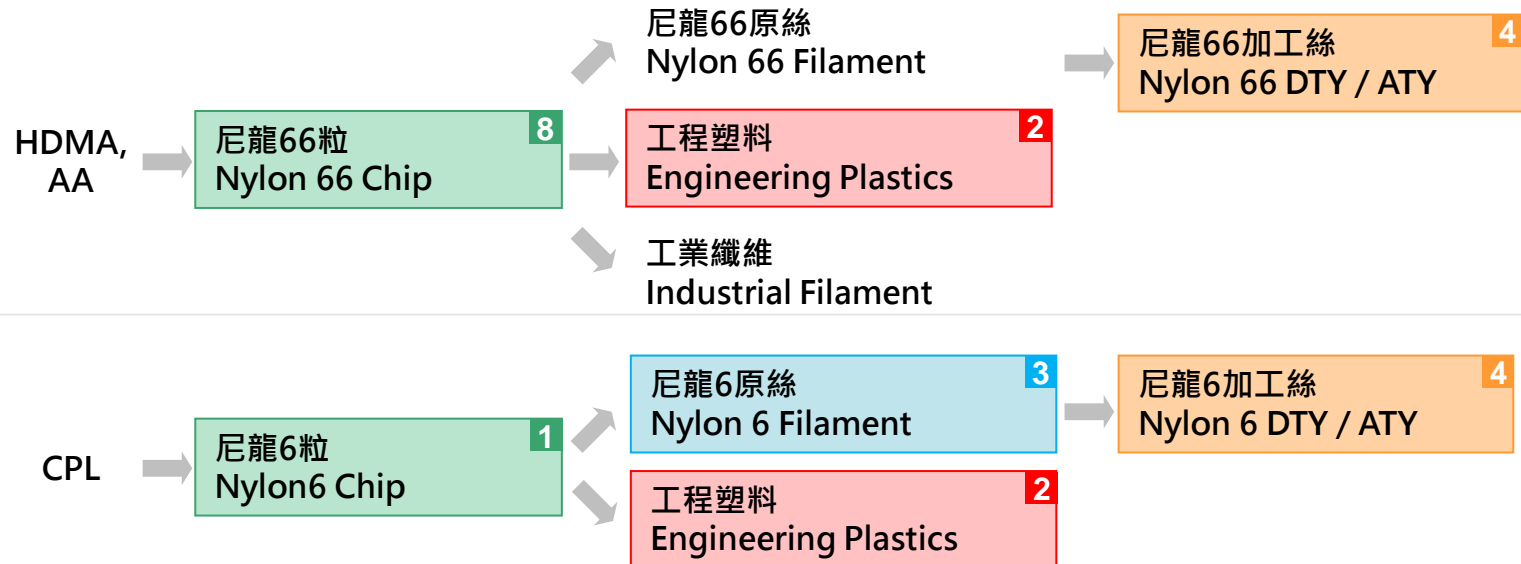 HDMA,
AA
尼龍66粒
Nylon 66 Chip
8
尼龍66原絲
Nylon 66 Filament
工程塑料
Engineering Plastics
2
工業纖維
Industrial Filament
尼龍66加工絲
Nylon 66 DTY / ATY
4
CPL
尼龍6粒
Nylon6 Chip
1
尼龍6原絲
Nylon 6 Filament
3
工程塑料
Engineering Plastics
2
尼龍6加工絲
Nylon 6 DTY / ATY
4